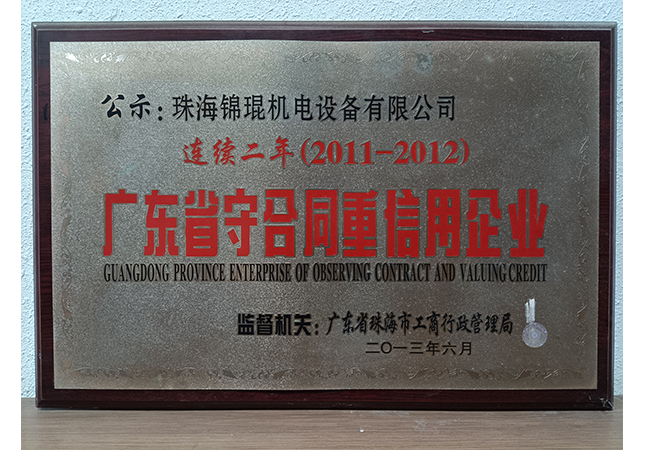 公示：珠海锦琨机电设备有限公司
连续二年(2011-2012)
广东省守合同重信用企业
GUANGDONG PROVINCE ENTERPRISE OF OBSERVING CONTRACT AND VALUING CREDIT
监督机关：广东省珠海市工商行政管理局
二〇一三年六月